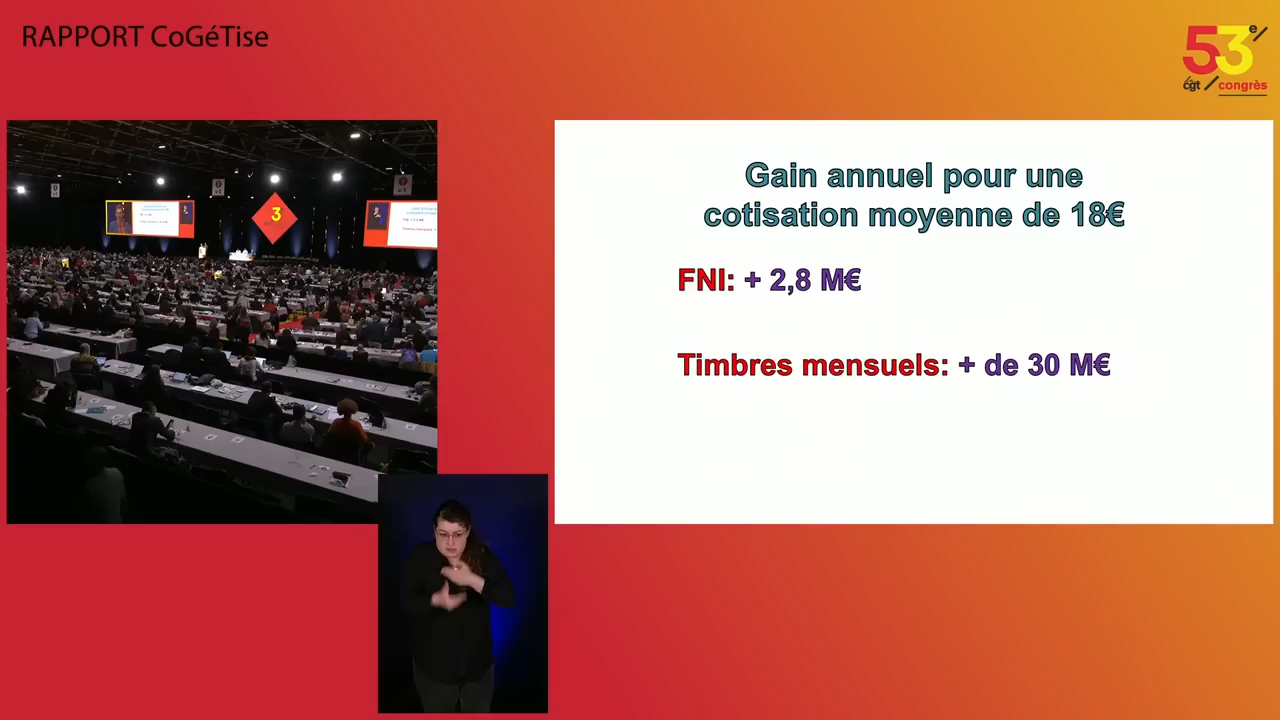 RAPPORT CoGéTise
53e/
la cgt / congrès
3
Gain annuel pour une
cotisation moyenne de 18€
FNI: + 2,8 M€
Timbres mensuels: + de 30 M€